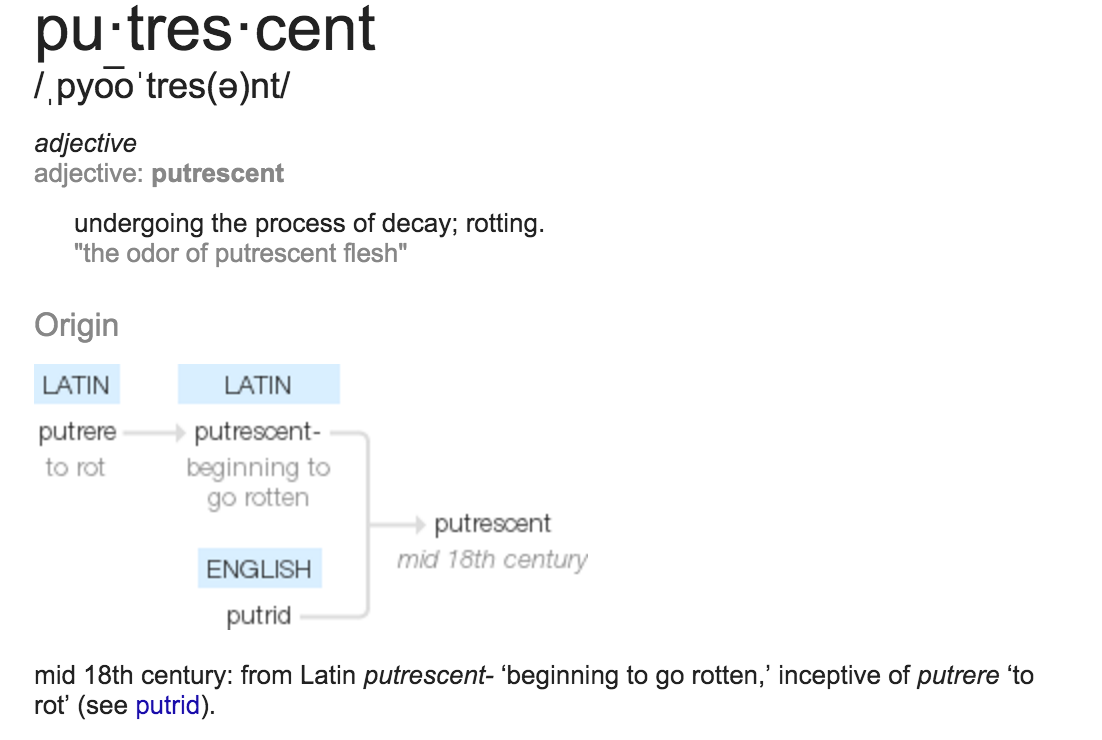 pu·tres·cent
/ˌpyo͞oˈtres(ə)nt/
adjective
adjective: putrescent
undergoing the process of decay; rotting.
"the odor of putrescent flesh"
Origin
LATIN LATIN
putrere putrescent-
to rot beginning to
go rotten
putrescent
mid 18th century
ENGLISH
putrid
mid 18th century: from Latin putrescent- ‘beginning to go rotten,’ inceptive of putrere ‘to
rot’ (see putrid).